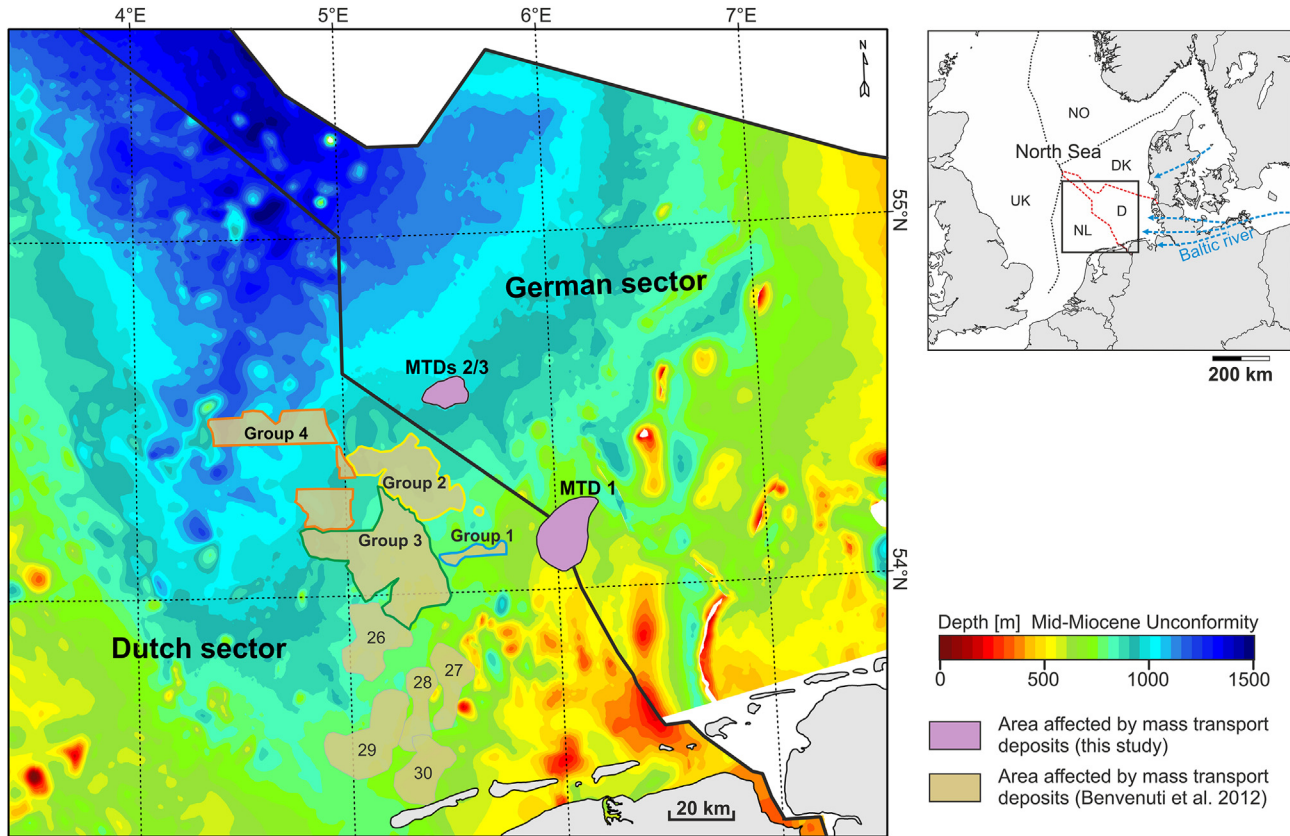 4°E
5°E
6°E
7°E
N
55°N
German sector
MTDs 2/3
Group 4
Group 2
MTD 1
Group 1
Group 3
54°N
Dutch sector
26
27
28
29
30
20 km
NO
North Sea
DK
UK
D
NL
Baltic river
200 km
Depth [m] Mid-Miocene Unconformity
0 500 1000 1500
Area affected by mass transport
deposits (this study)
Area affected by mass transport
deposits (Benvenuti et al. 2012)